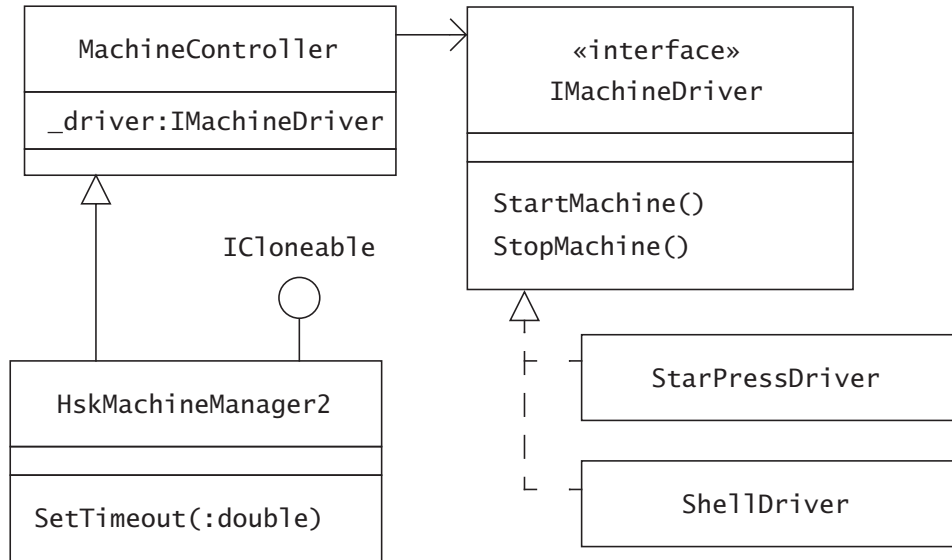 MachineController
_driver:IMachineDriver
«interface»
IMachineDriver
StartMachine()
StopMachine()
ICloneable
HskMachineManager2
SetTimeout(:double)
StarPressDriver
ShellDriver